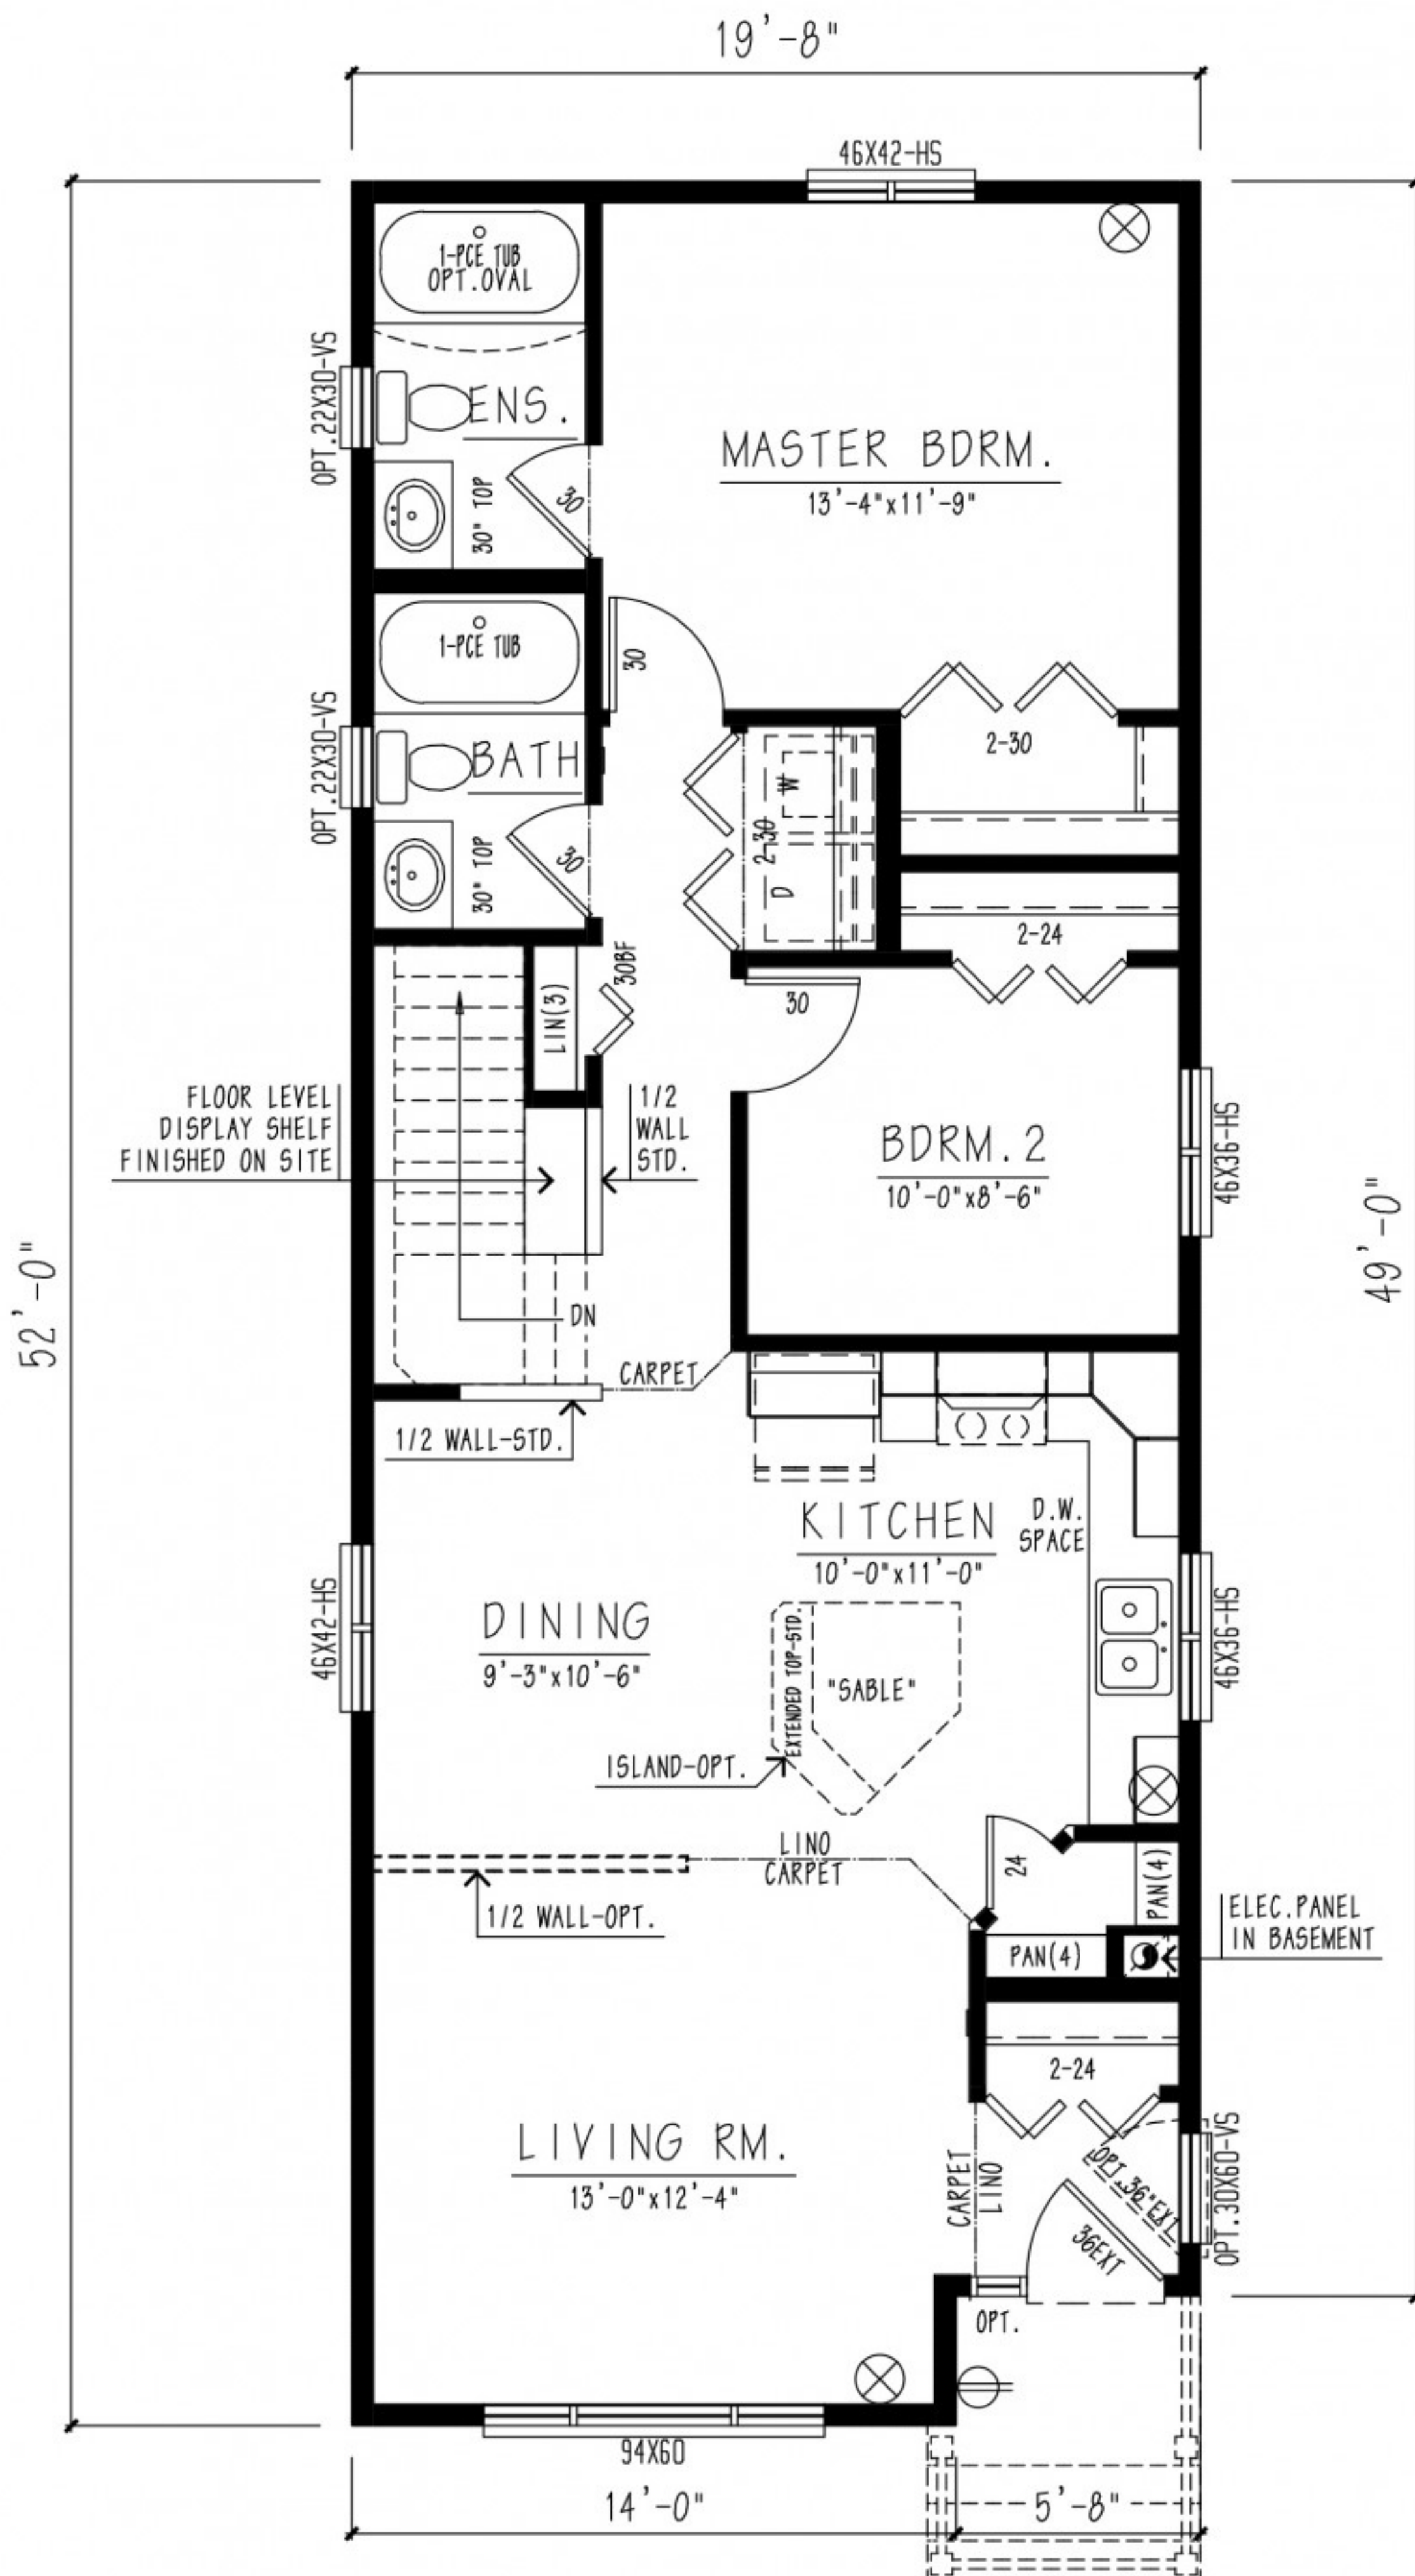 19'-8"
46X42-HS
1-PCE TUB
OPT.OVAL
OPT.22X30-VS
ENS.
MASTER BDRM.
13'-4"x11'-9"
30" TOP
30
1-PCE TUB
30
OPT.22X30-VS
BATH
2-30
W
2-30
D
30" TOP
30
2-24
30BF
LIN(3)
30
FLOOR LEVEL
DISPLAY SHELF
FINISHED ON SITE
1/2
WALL
STD.
BDRM.2
10'-0"x8'-6"
46X36-HS
52'-0"
49'-0"
DN
CARPET
1/2 WALL-STD.
KITCHEN
10'-0"x11'-0"
D.W.
SPACE
46X42-HS
DINING
9'-3"x10'-6"
EXTENDED TOP-STD.
"SABLE"
46X36-HS
ISLAND-OPT.
LINO
CARPET
24
PAN(4)
1/2 WALL-OPT.
PAN(4)
ELEC.PANEL
IN BASEMENT
2-24
LIVING RM.
13'-0"x12'-4"
CARPET
LINO
OPT.36"EXT
36EXT
OPT.30X60-VS
OPT.
94X60
14'-0"
5'-8"